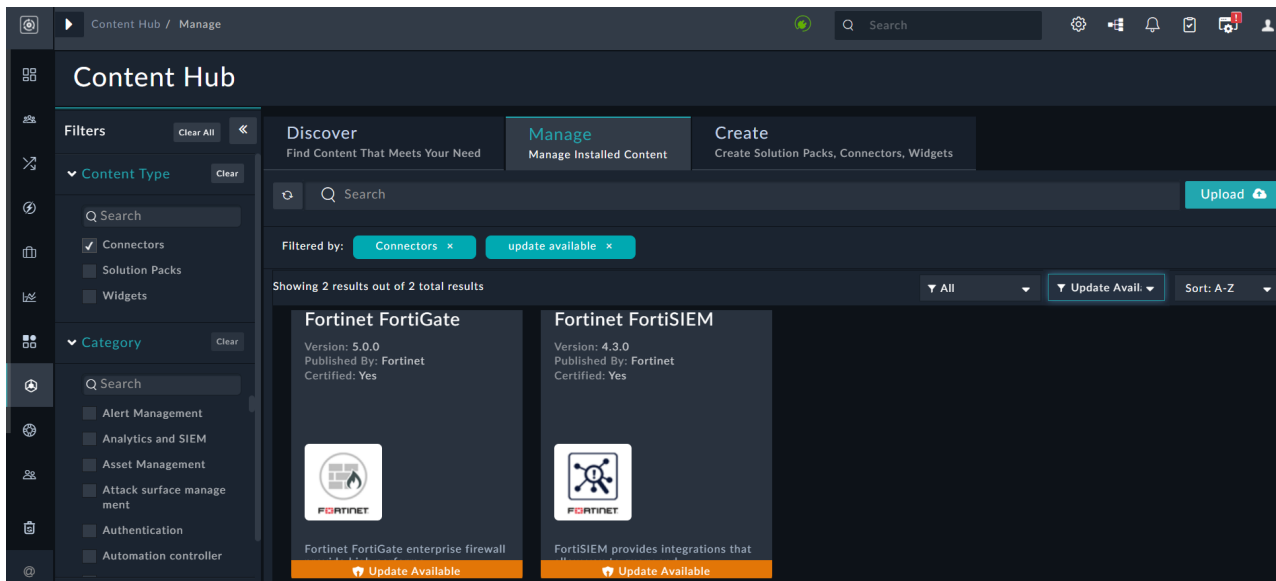 Content Hub / Manage
Search
Content Hub
Filters
Clear All
Content Type
Clear
Search
Connectors
Solution Packs
Widgets
Category
Clear
Search
Alert Management
Analytics and SIEM
Asset Management
Attack surface manage
ment
Authentication
Automation controller
@
Discover
Find Content That Meets Your Need
Manage
Manage Installed Content
Create
Create Solution Packs, Connectors, Widgets
Search
Upload
Filtered by:
Connectors ×
update available ×
Showing 2 results out of 2 total results
All
Update Avail
Sort: A-Z
Fortinet FortiGate
Version: 5.0.0
Published By: Fortinet
Certified: Yes
FORTINET
Fortinet FortiGate enterprise firewall
Update Available
Fortinet FortiSIEM
Version: 4.3.0
Published By: Fortinet
Certified: Yes
FORTINET
FortiSIEM provides integrations that
Update Available